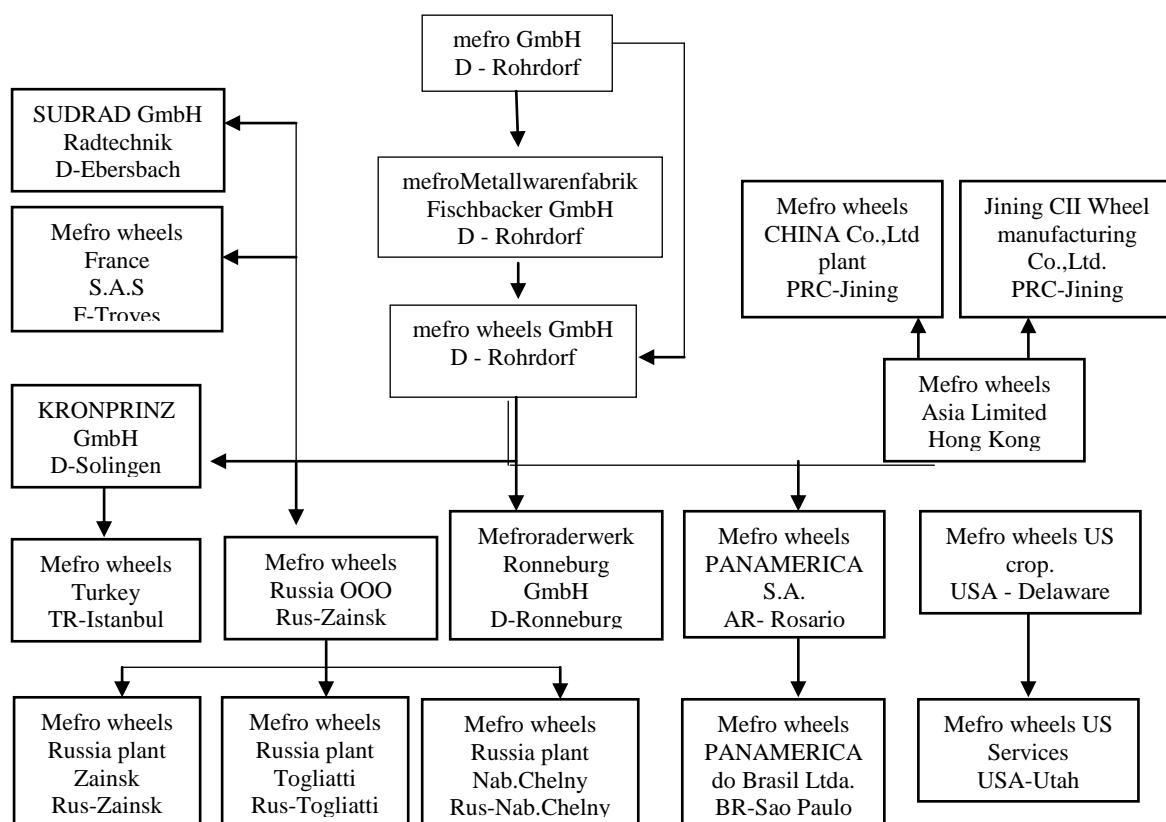 mefro GmbH
D - Rohrdorf
SUDRAD GmbH
Radtechnik
D-Ebersbach
mefroMetallwarenfabrik
Fischbacker GmbH
D - Rohrdorf
Mefro wheels
CHINA Co.,Ltd
plant
PRC-Jining
Jining CII Wheel
manufacturing
Co.,Ltd.
PRC-Jining
Mefro wheels
France
S.A.S
F-Troyes
mefro wheels GmbH
D - Rohrdorf
Mefro wheels
Asia Limited
Hong Kong
KRONPRINZ
GmbH
D-Solingen
Mefro wheels
Turkey
TR-Istanbul
Mefro wheels
Russia OOO
Rus-Zainsk
Mefroraderwerk
Ronneburg
GmbH
D-Ronneburg
Mefro wheels
PANAMERICA
S.A.
AR- Rosario
Mefro wheels US
crop.
USA - Delaware
Mefro wheels
Russia plant
Zainsk
Rus-Zainsk
Mefro wheels
Russia plant
Togliatti
Rus-Togliatti
Mefro wheels
Russia plant
Nab.Chelny
Rus-Nab.Chelny
Mefro wheels
PANAMERICA
do Brasil Ltda.
BR-Sao Paulo
Mefro wheels US
Services
USA-Utah